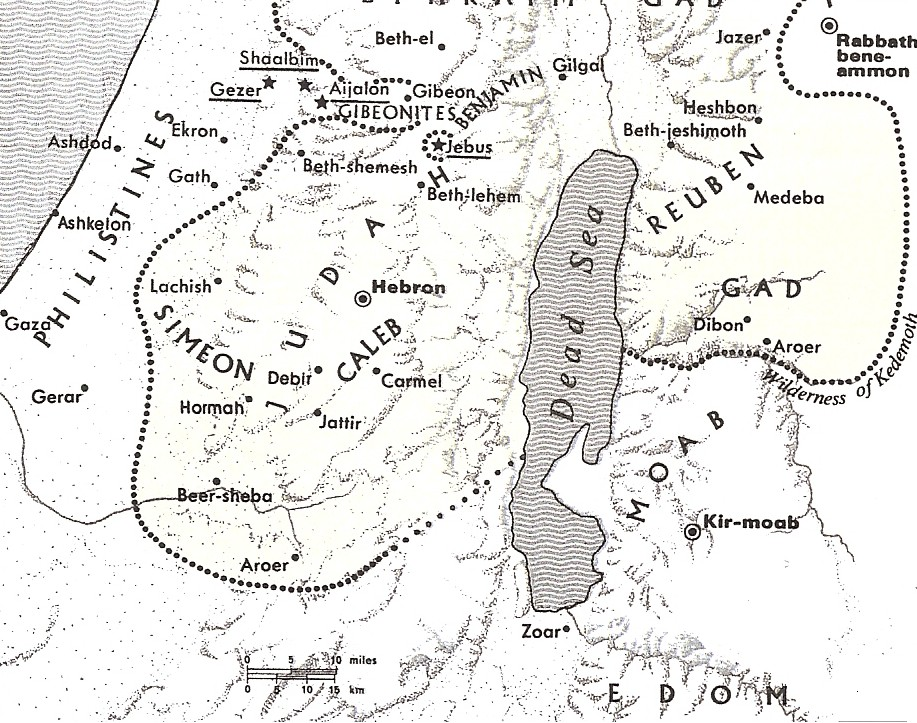 EPHRAIM
GAD
Beth-el
Jazer
Rabbath
bene-
ammon
Shaalbim
Gilgal
Gezer
Aijalon
Gibeon
BENJAMIN
GIBEONITES
Heshbon
Beth-jeshimoth
Ashdod
Ekron
Jebus
Beth-shemesh
Gath
Beth-lehem
Medeba
REUBEN
PHILISTINES
Ashkelon
JUDAH
Dead Sea
Lachish
Hebron
GAD
SIMEON
Gaza
Dibon
CALEB
Aroer
Debir
Carmel
Wilderness of Kedemoth
Gerar
Hormah
Jattir
MOAB
Beer-sheba
Kir-moab
Aroer
Zoar
0 5 10 miles
0 5 10 15 km
EDOM